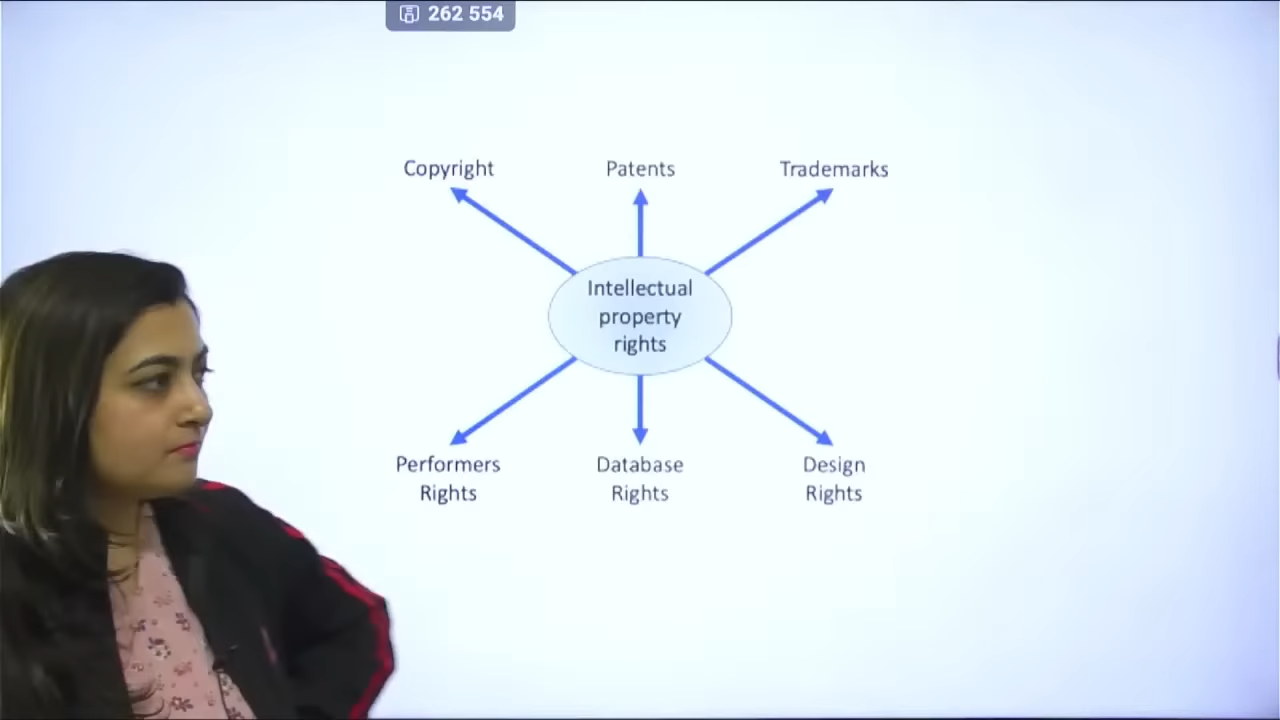 262 554
Copyright
Patents
Trademarks
Intellectual
property
rights
Performers
Rights
Database
Rights
Design
Rights